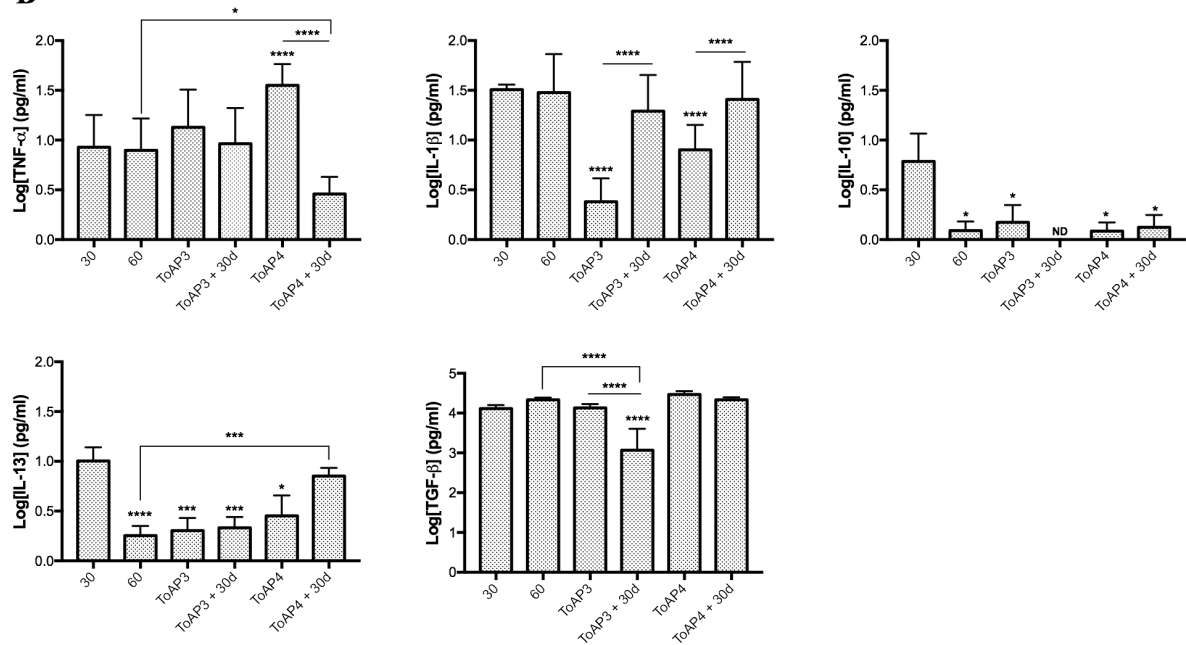 B
*
****
****
Log[TNF-α] (pg/ml)
2.0
1.5
1.0
0.5
0.0
30
60
ToAP3
ToAP3 + 30d
ToAP4
ToAP4 + 30d
****
****
****
****
Log[IL-1β] (pg/ml)
2.0
1.5
1.0
0.5
0.0
30
60
ToAP3
ToAP3 + 30d
ToAP4
ToAP4 + 30d
Log[IL-10] (pg/ml)
2.0
1.5
1.0
0.5
0.0
*
*
ND
*
*
30
60
ToAP3
ToAP3 + 30d
ToAP4
ToAP4 + 30d
Log[IL-13] (pg/ml)
2.0
1.5
1.0
0.5
0.0
***
****
***
***
*
30
60
ToAP3
ToAP3 + 30d
ToAP4
ToAP4 + 30d
Log[TGF-β] (pg/ml)
5
4
3
2
1
0
****
****
****
30
60
ToAP3
ToAP3 + 30d
ToAP4
ToAP4 + 30d